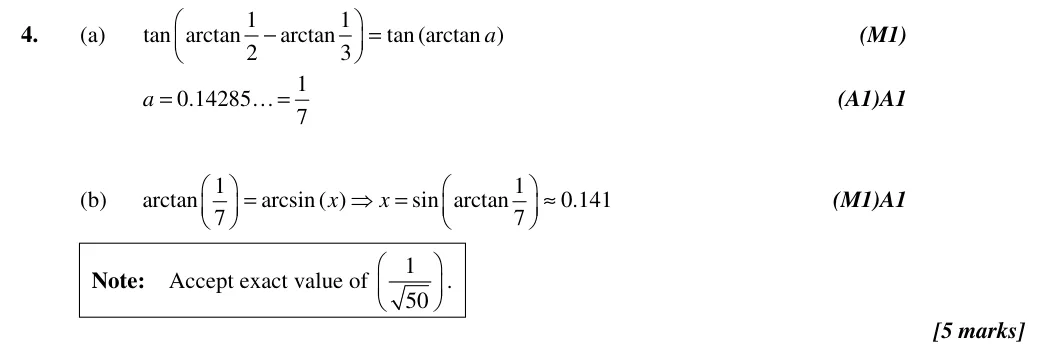 4. (a) tan(arctan 1/2 − arctan 1/3) = tan (arctan a) (M1)
a = 0.14285… = 1/7 (A1)A1
(b) arctan(1/7) = arcsin (x) ⇒ x = sin(arctan 1/7) ≈ 0.141 (M1)A1
Note: Accept exact value of (1/√50).
[5 marks]